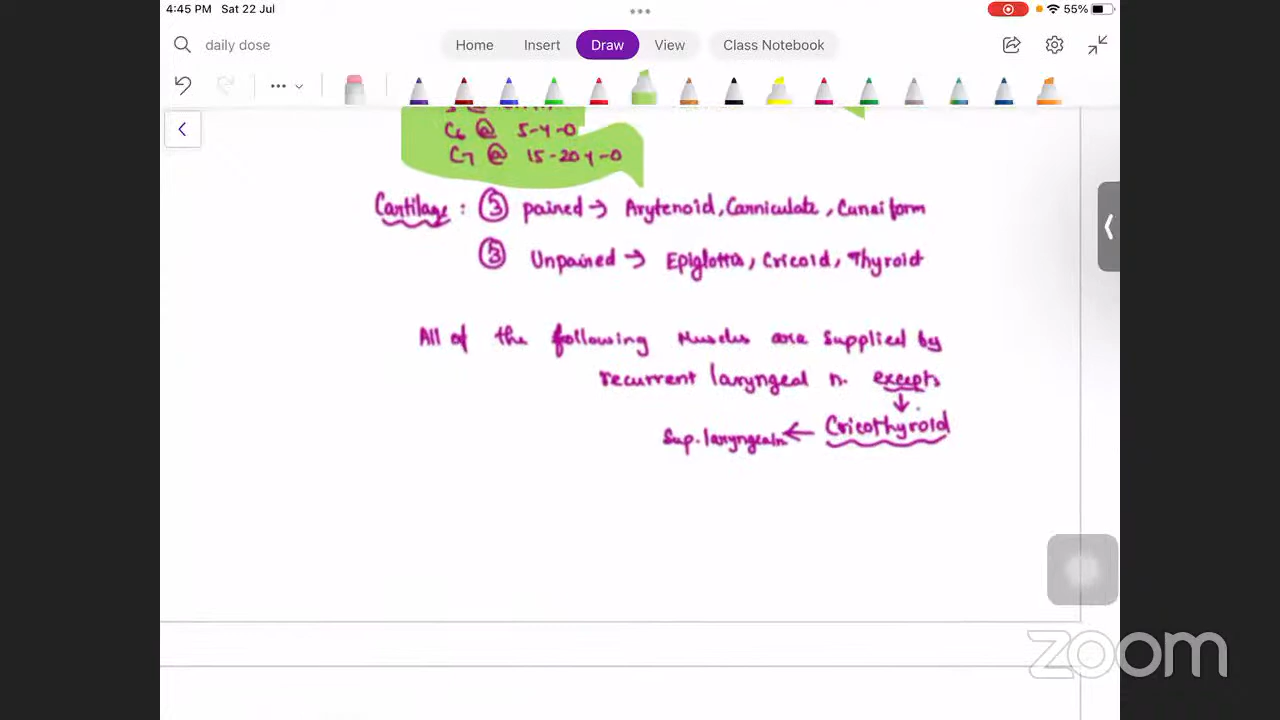 4:45 PM Sat 22 Jul
55%
daily dose
Home Insert Draw View Class Notebook
C6 @ 5-y-0
C7 @ 15-20 y-0
Cartilage : ③ paired → Arytenoid, Corniculate, Cuneiform
③ Unpaired → Epiglottis, Cricoid, Thyroid
All of the following Muscles are supplied by
recurrent laryngeal n. excepts
↓
Sup. laryngeal n ← Cricothyroid
zoom